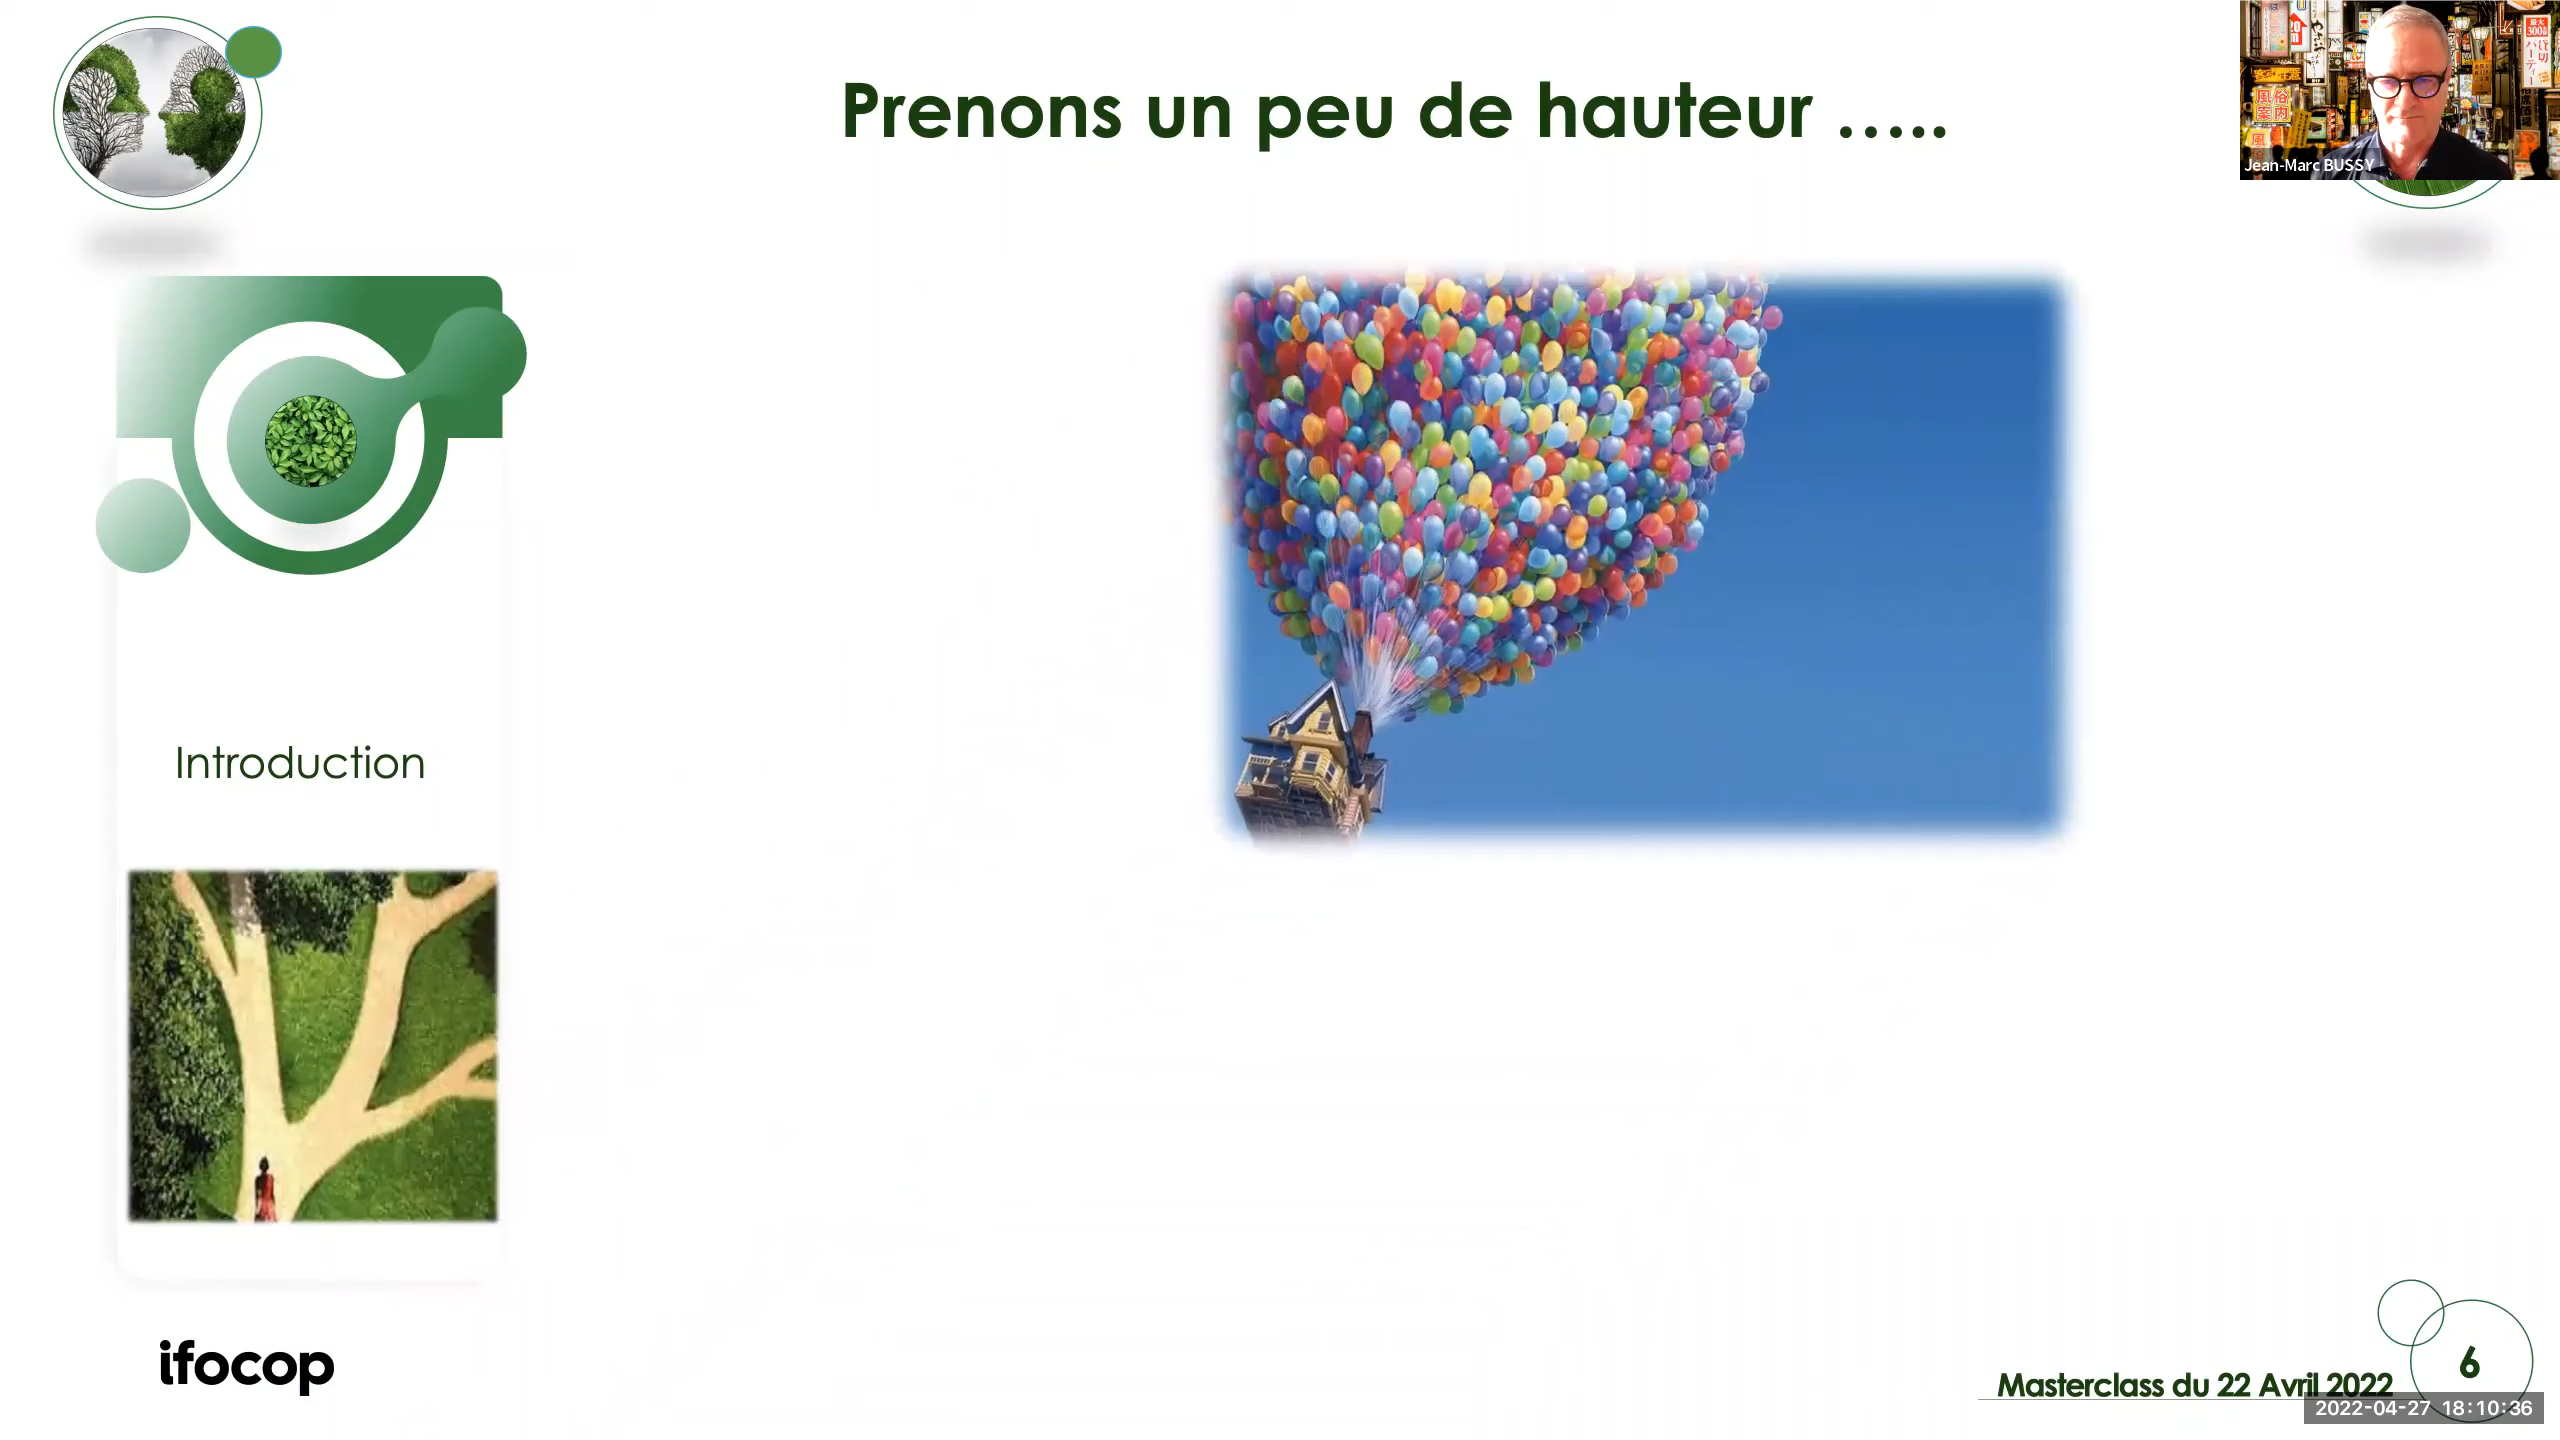 Prenons un peu de hauteur .....
Jean-Marc BUSSY
Introduction
ifocop
Masterclass du 22 Avril 2022
6
2022-04-27 18:10:36